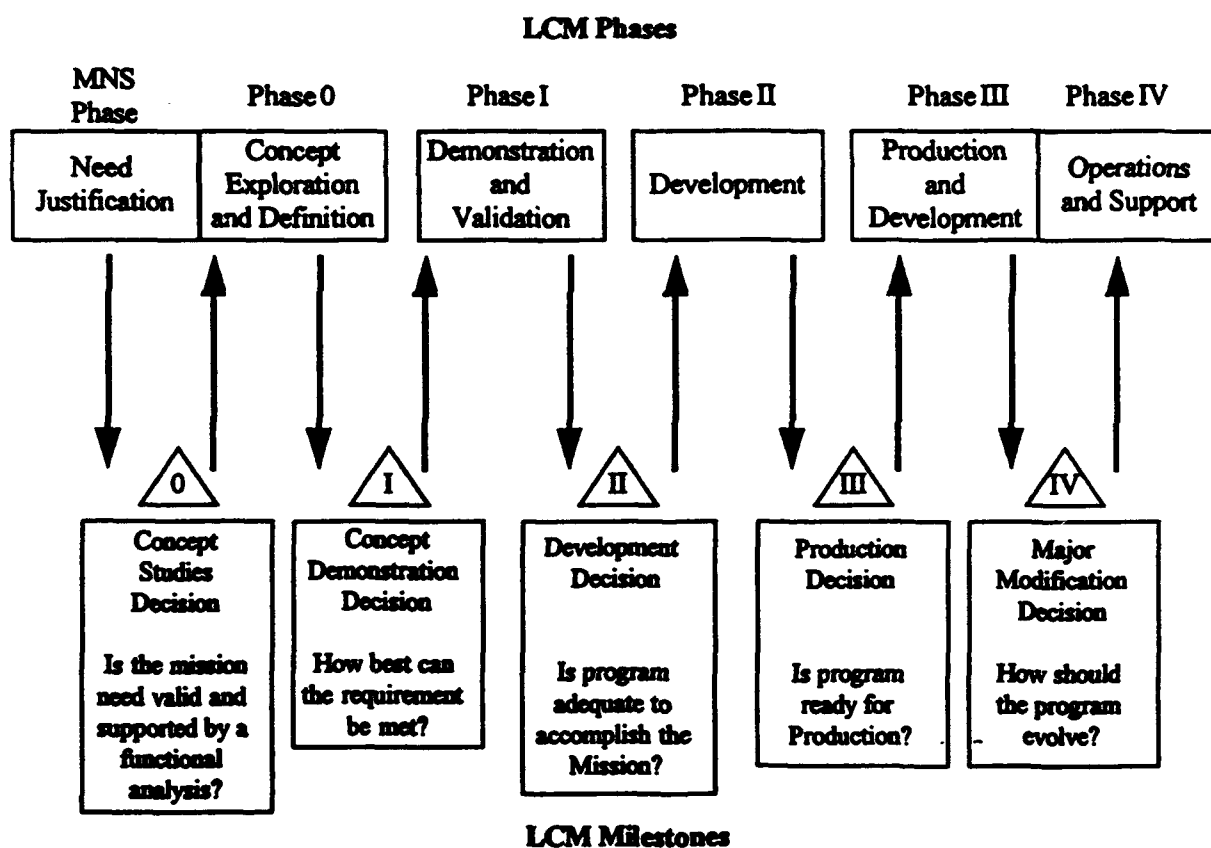 LCM Phases
MNS
Phase
Phase 0
Phase I
Phase II
Phase III
Phase IV
Need
Justification
Concept
Exploration
and Definition
Demonstration
and
Validation
Development
Production
and
Development
Operations
and Support
0
I
II
III
IV
Concept
Studies
Decision
Is the mission
need valid and
supported by a
functional
analysis?
Concept
Demonstration
Decision
How best can
the requirement
be met?
Development
Decision
Is program
adequate to
accomplish the
Mission?
Production
Decision
Is program
ready for
Production?
Major
Modification
Decision
How should
the program
evolve?
LCM Milestones